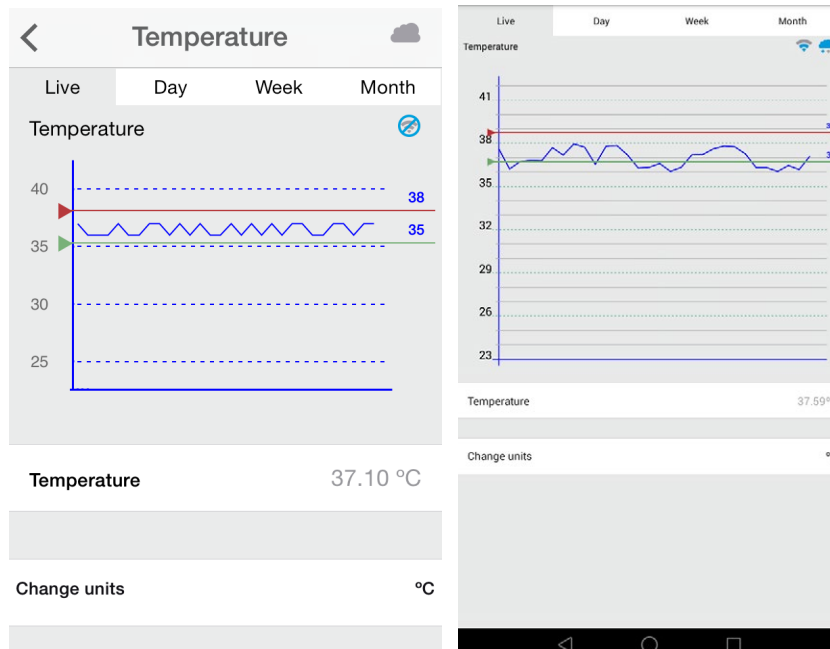 Temperature
Live Day Week Month
Temperature
40
38
35
35
30
25
Temperature 37.10 ºC
Change units ºC
Live Day Week Month
Temperature
41
38
35
32
29
26
23
Temperature 37.59º
Change units º